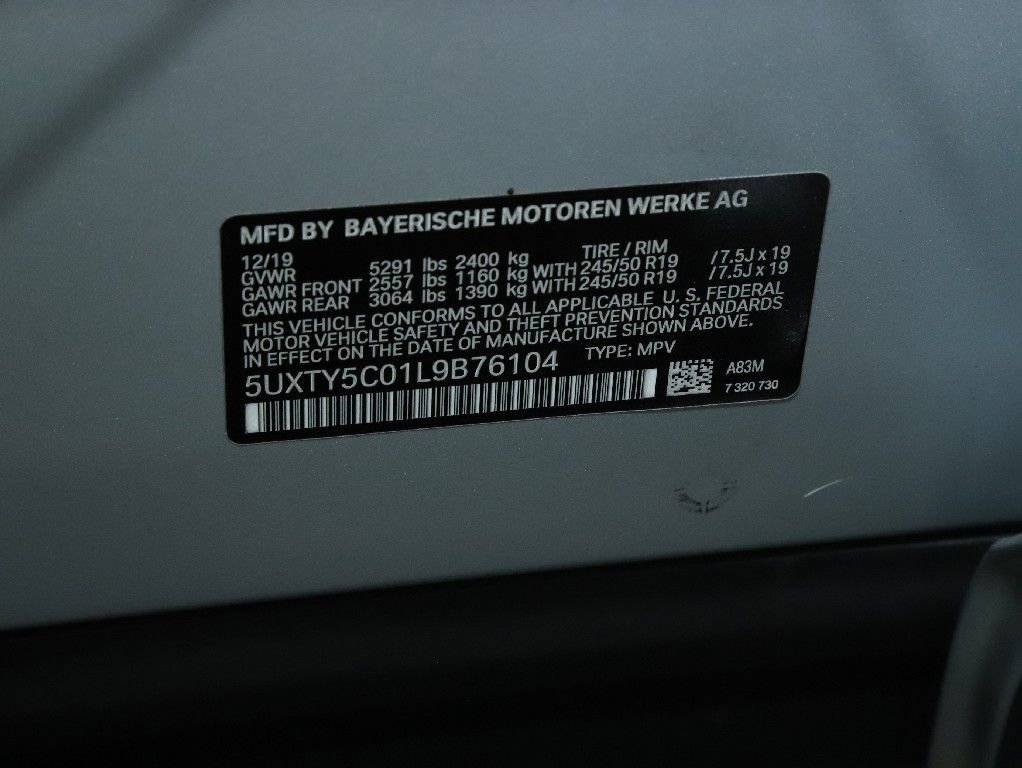 MFD BY BAYERISCHE MOTOREN WERKE AG
12/19 TIRE / RIM
GVWR 5291 lbs 2400 kg
GAWR FRONT 2557 lbs 1160 kg WITH 245/50 R19 /7.5J x 19
GAWR REAR 3064 lbs 1390 kg WITH 245/50 R19 /7.5J x 19
THIS VEHICLE CONFORMS TO ALL APPLICABLE U. S. FEDERAL
MOTOR VEHICLE SAFETY AND THEFT PREVENTION STANDARDS
IN EFFECT ON THE DATE OF MANUFACTURE SHOWN ABOVE.
5UXTY5C01L9B76104 TYPE: MPV
A83M
7 320 730